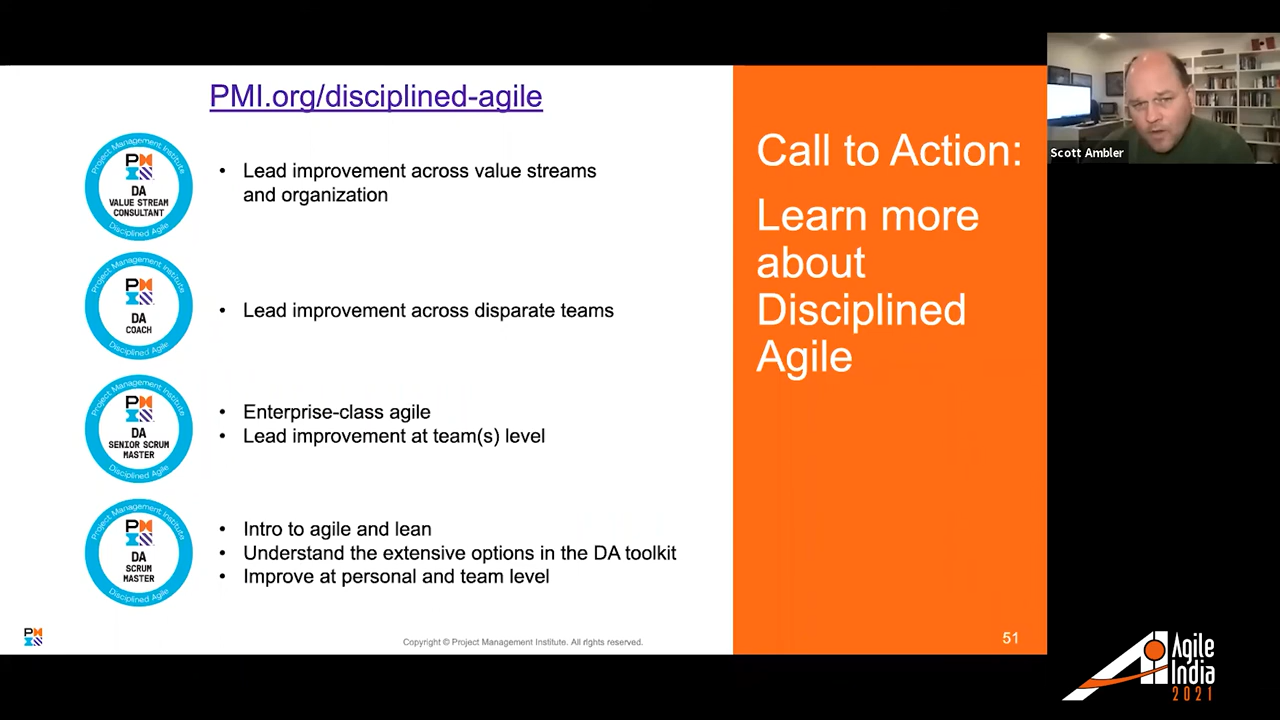 PMI.org/disciplined-agile
Project Management Institute
PM
DA
VALUE STREAM
CONSULTANT
Disciplined Agile
• Lead improvement across value streams
and organization
Project Management Institute
PM
DA
COACH
Disciplined Agile
• Lead improvement across disparate teams
Project Management Institute
PM
DA
SENIOR SCRUM
MASTER
Disciplined Agile
• Enterprise-class agile
• Lead improvement at team(s) level
Project Management Institute
PM
DA
SCRUM
MASTER
Disciplined Agile
• Intro to agile and lean
• Understand the extensive options in the DA toolkit
• Improve at personal and team level
Copyright © Project Management Institute. All rights reserved.
Call to Action:
Learn more
about
Disciplined
Agile
51
Scott Ambler
Agile
India
2021